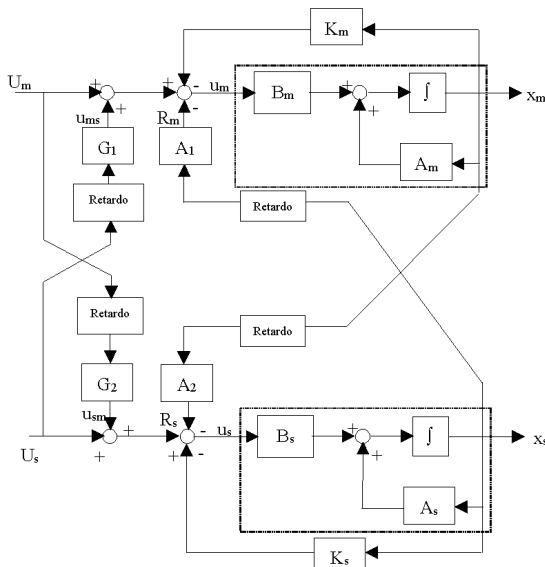 Km
Um + + - um Bm + ∫ xm
+ - +
ums Rm
G1 A1 Am
Retardo Retardo
Retardo Retardo
G2 A2
usm Rs - us Bs + ∫ xs
Us + + + - +
As
Ks